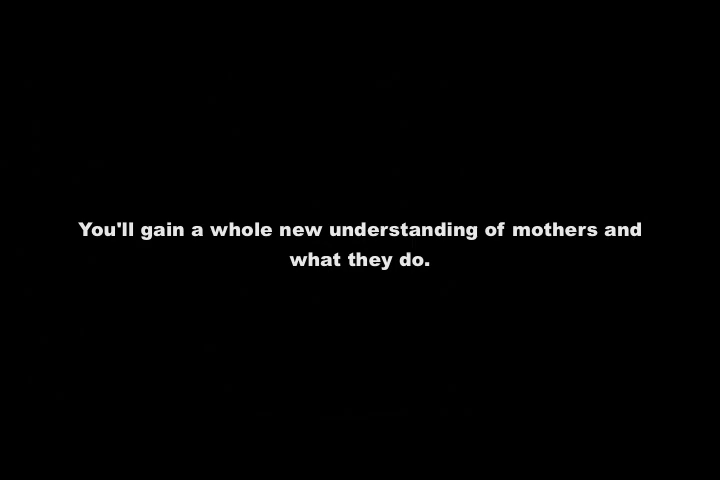 You'll gain a whole new understanding of mothers and
what they do.